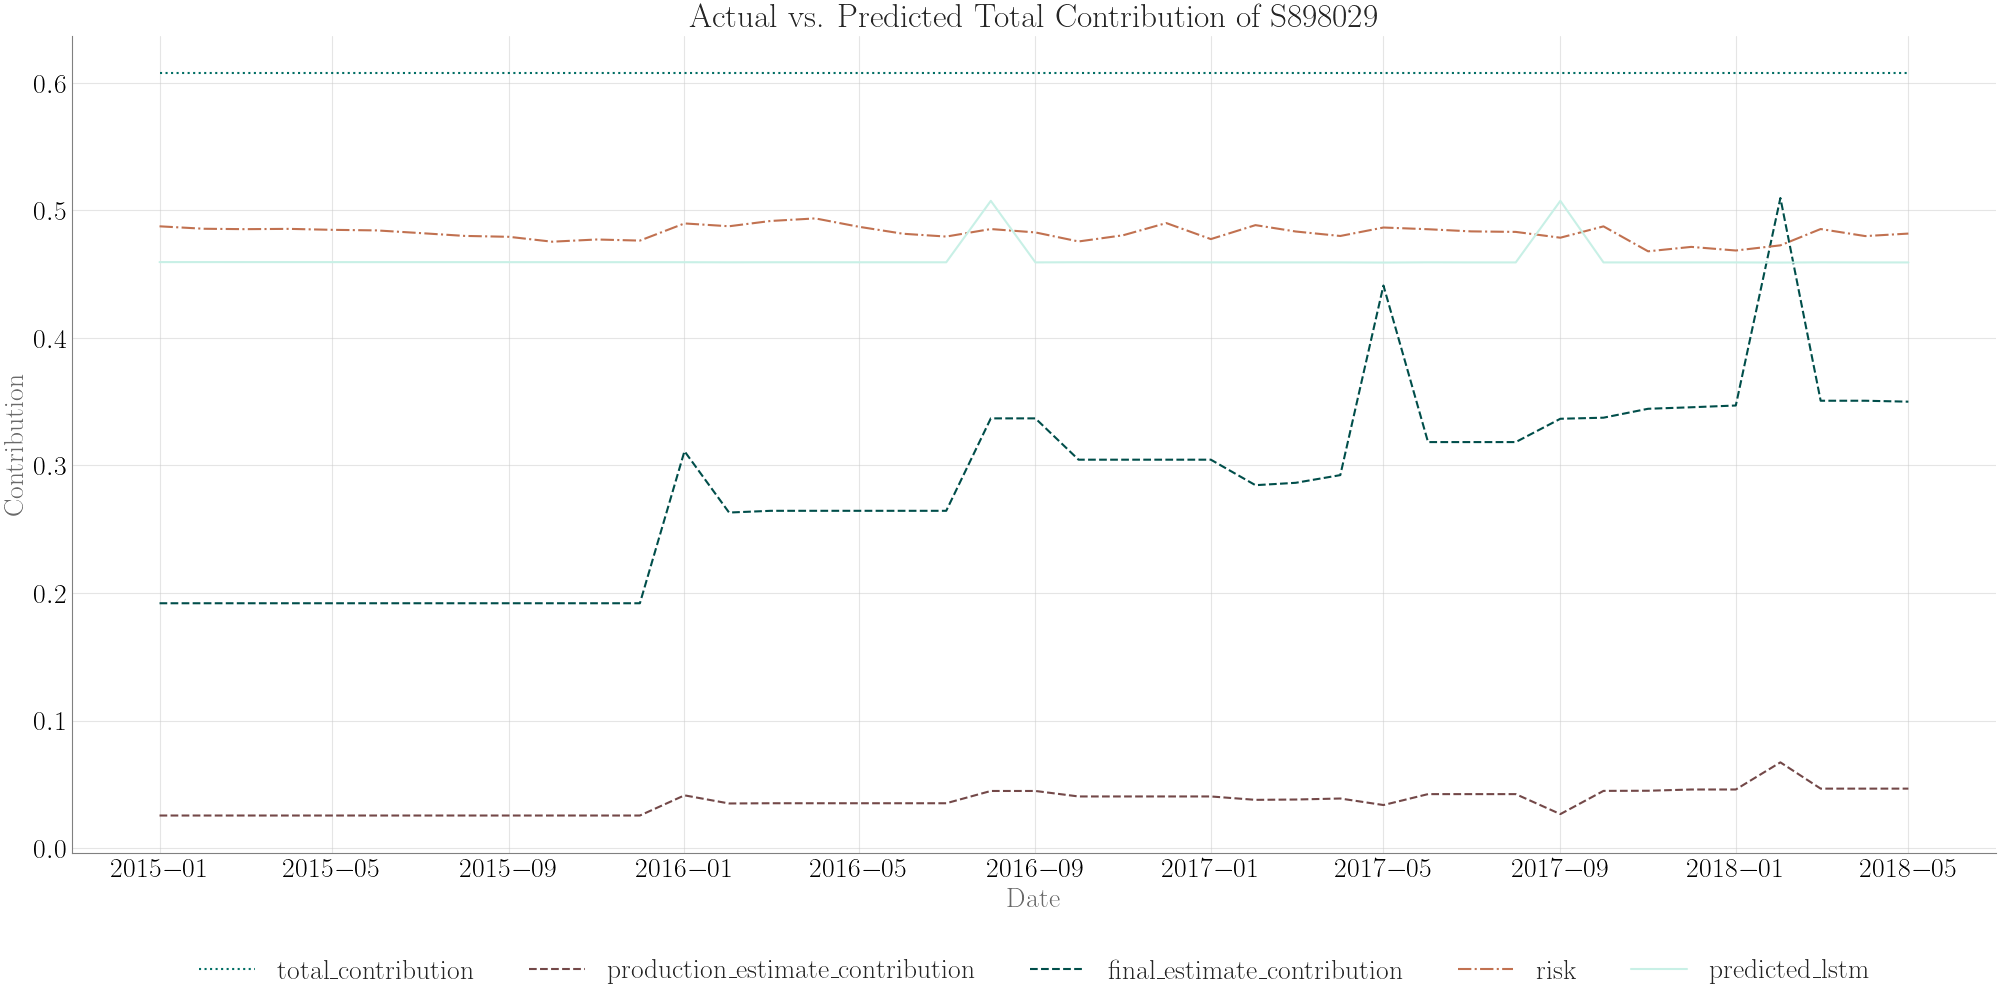 Actual vs. Predicted Total Contribution of S898029
Contribution
0.6
0.5
0.4
0.3
0.2
0.1
0.0
2015−01 2015−05 2015−09 2016−01 2016−05 2016−09 2017−01 2017−05 2017−09 2018−01 2018−05
Date
total_contribution production_estimate_contribution final_estimate_contribution risk predicted_lstm